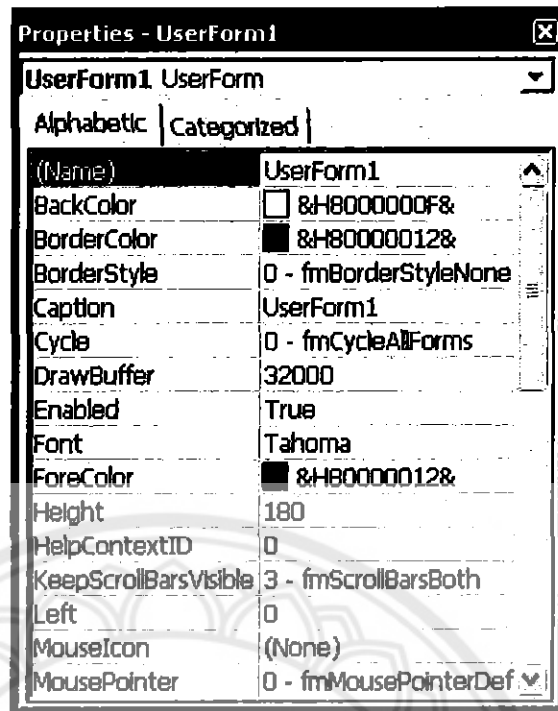 Properties - UserForm1
UserForm1 UserForm
Alphabetic Categorized
(Name) UserForm1
BackColor &H8000000F&
BorderColor &H80000012&
BorderStyle 0 - fmBorderStyleNone
Caption UserForm1
Cycle 0 - fmCycleAllForms
DrawBuffer 32000
Enabled True
Font Tahoma
ForeColor &H80000012&
Height 180
HelpContextID 0
KeepScrollBarsVisible 3 - fmScrollBarsBoth
Left 0
MouseIcon (None)
MousePointer 0 - fmMousePointerDef